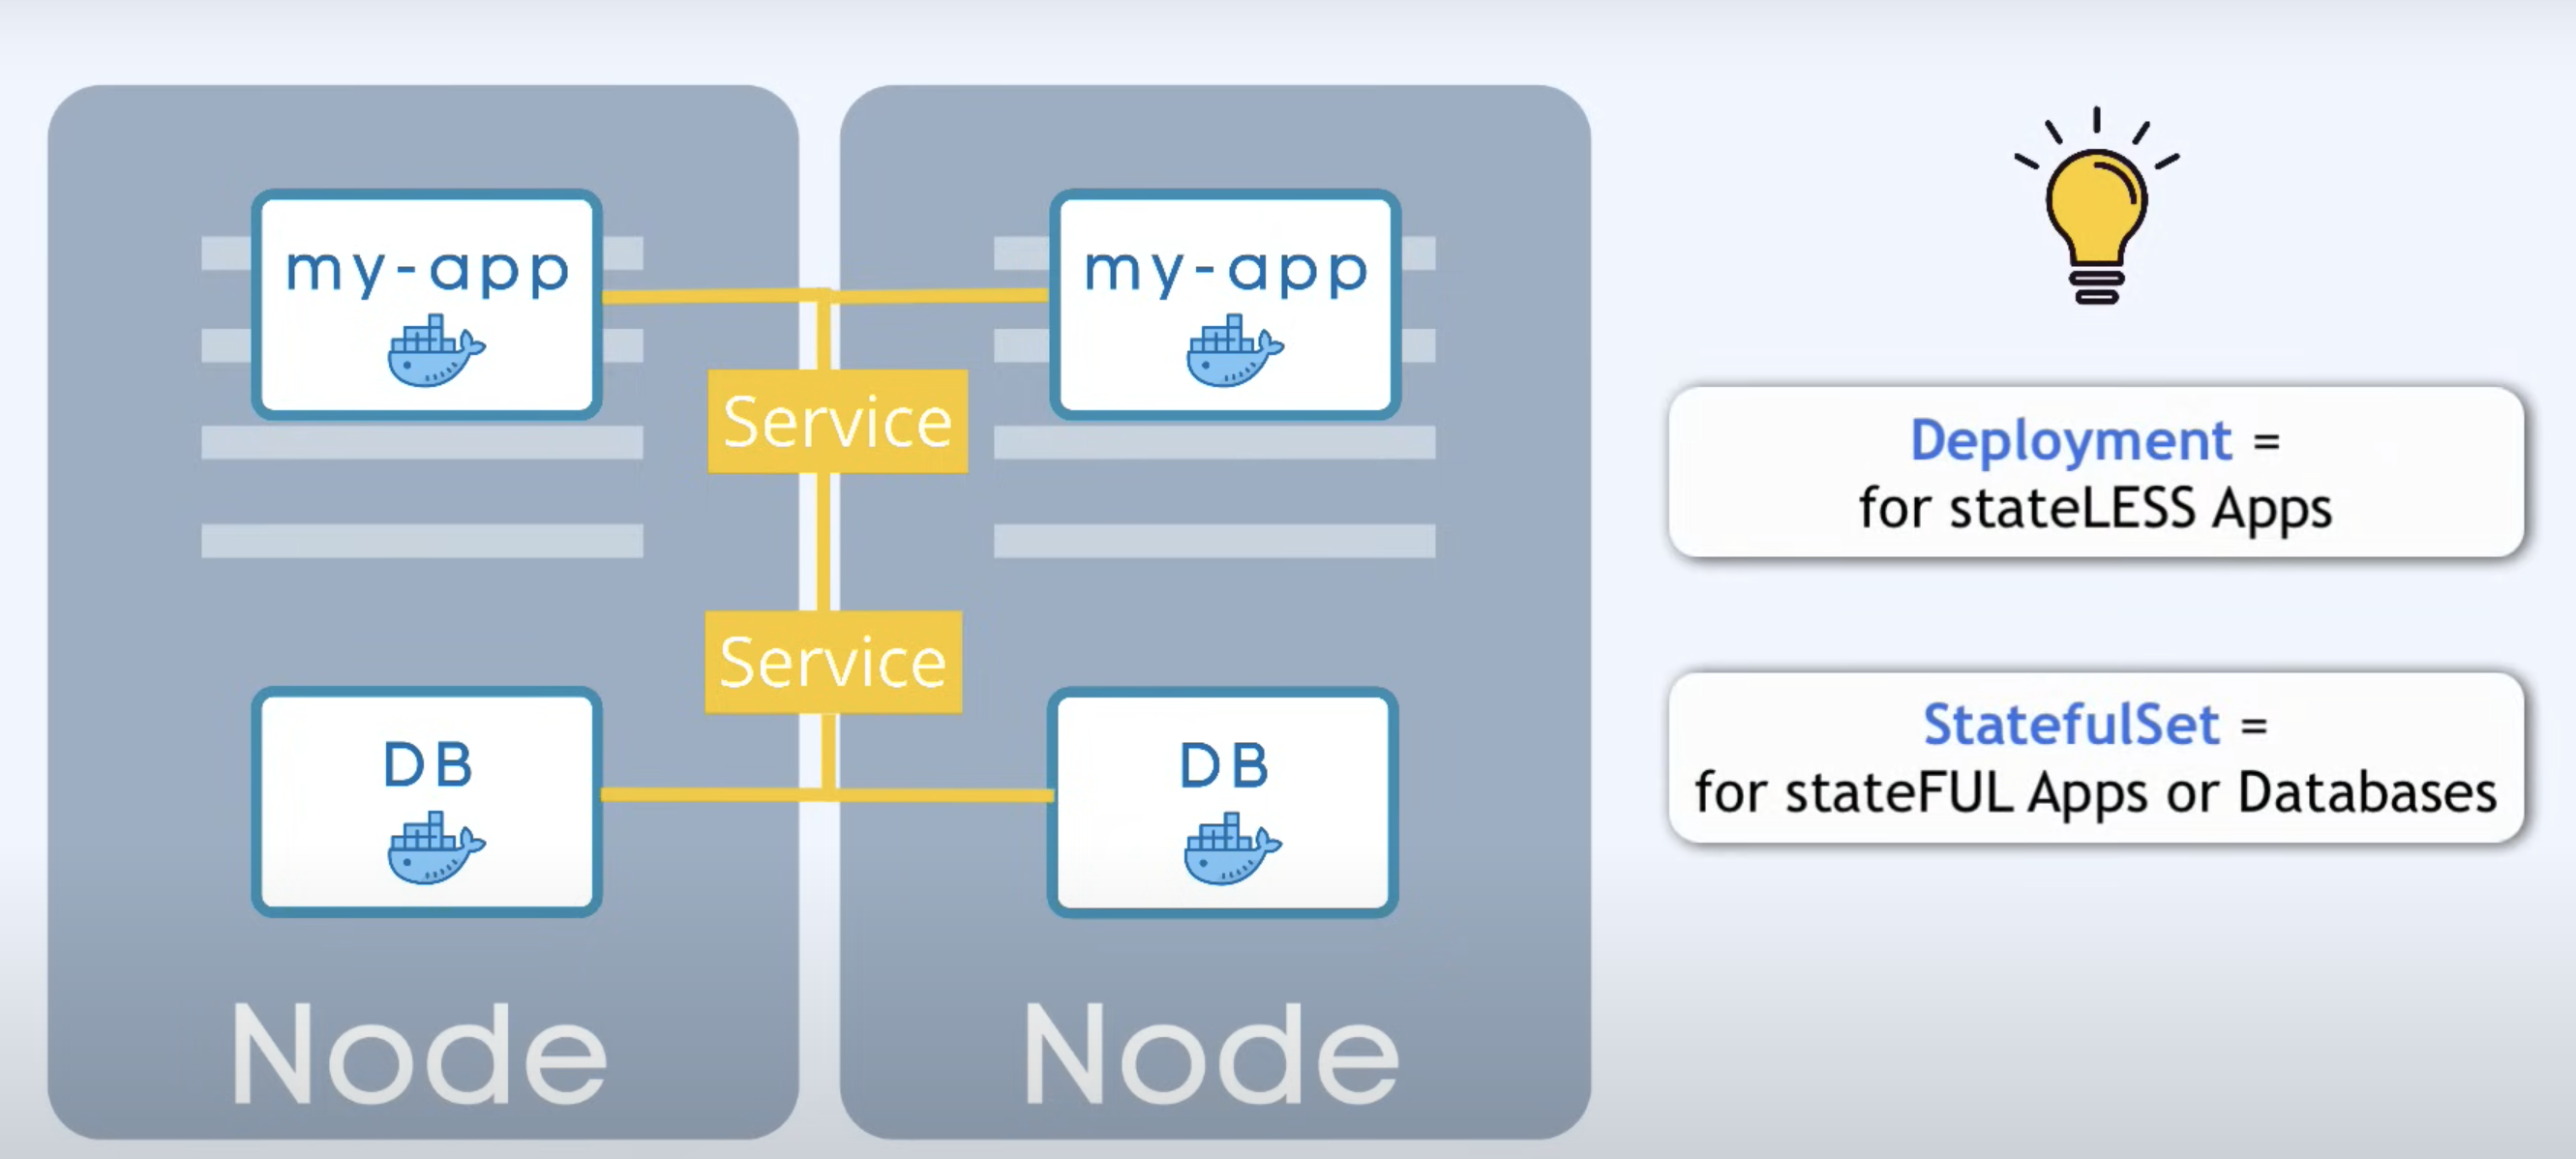 my-app
my-app
Service
Service
DB
DB
Node
Node
Deployment =
for stateLESS Apps
StatefulSet =
for stateFUL Apps or Databases